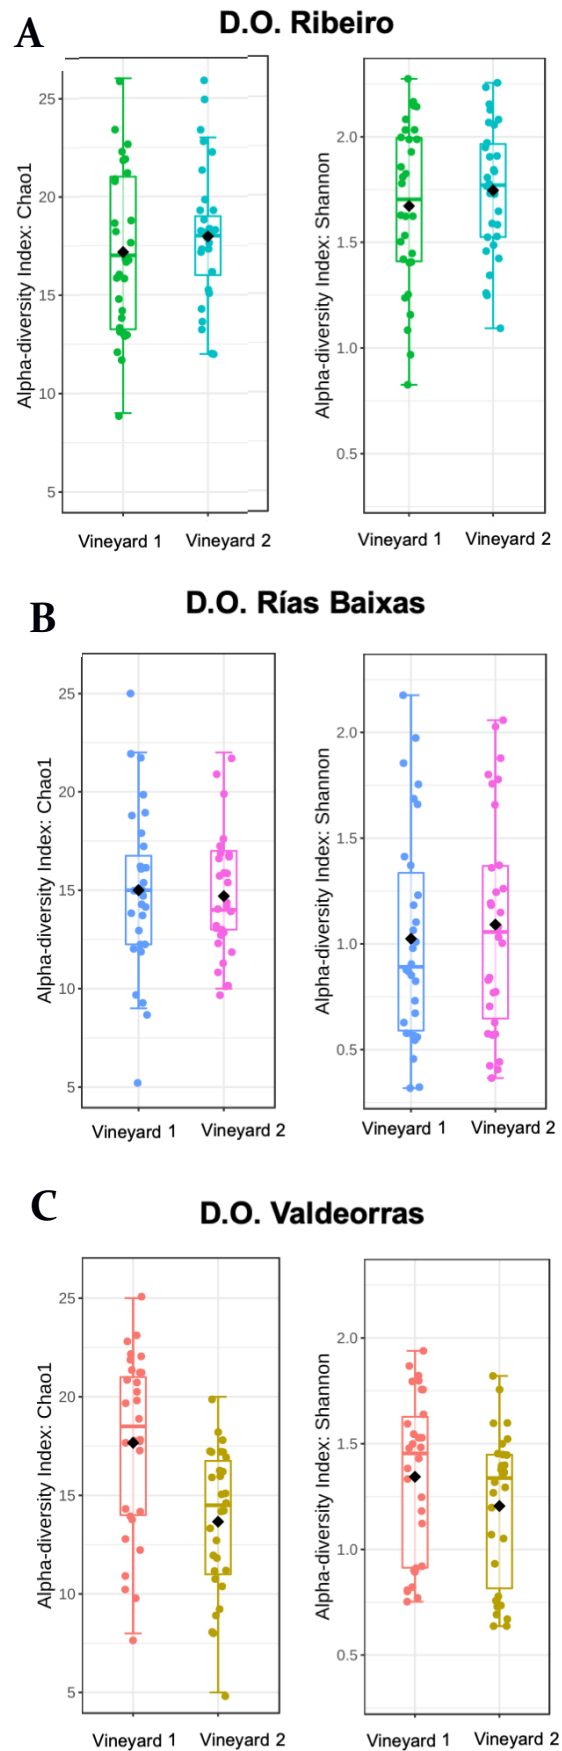 A
D.O. Ribeiro
Alpha-diversity Index: Chao1
25
20
15
10
5
Vineyard 1
Vineyard 2
Alpha-diversity Index: Shannon
2.0
1.5
1.0
0.5
Vineyard 1
Vineyard 2
B
D.O. Rías Baixas
Alpha-diversity Index: Chao1
25
20
15
10
5
Vineyard 1
Vineyard 2
Alpha-diversity Index: Shannon
2.0
1.5
1.0
0.5
Vineyard 1
Vineyard 2
C
D.O. Valdeorras
Alpha-diversity Index: Chao1
25
20
15
10
5
Vineyard 1
Vineyard 2
Alpha-diversity Index: Shannon
2.0
1.5
1.0
0.5
Vineyard 1
Vineyard 2